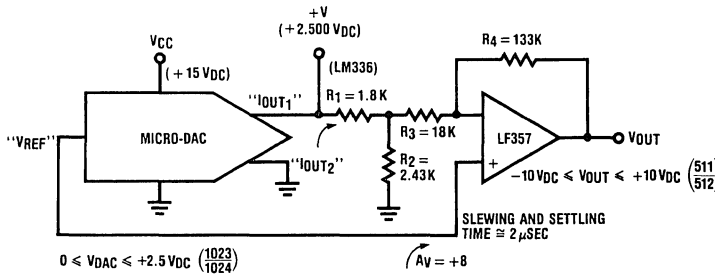 +V
(+2.500 VDC)
VCC
(+15 VDC)
(LM336)
R4 = 133K
"IOUT1"
R1 = 1.8K
"VREF"
MICRO-DAC
R3 = 18K
LF357
VOUT
"IOUT2"
R2 =
2.43K
+
−10 VDC ≤ VOUT ≤ +10 VDC (511/512)
SLEWING AND SETTLING
TIME ≅ 2 µSEC
0 ≤ VDAC ≤ +2.5 VDC (1023/1024)
AV = +8